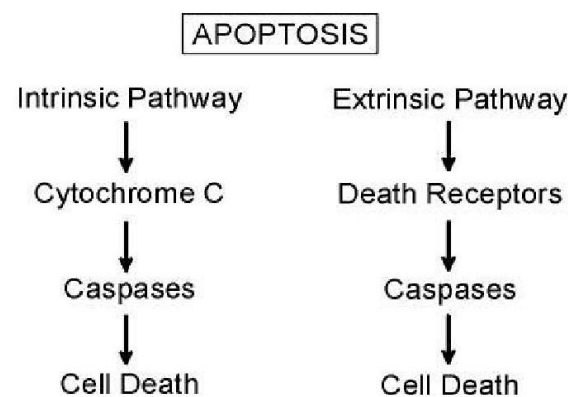 APOPTOSIS
Intrinsic Pathway
Cytochrome C
Caspases
Cell Death
Extrinsic Pathway
Death Receptors
Caspases
Cell Death